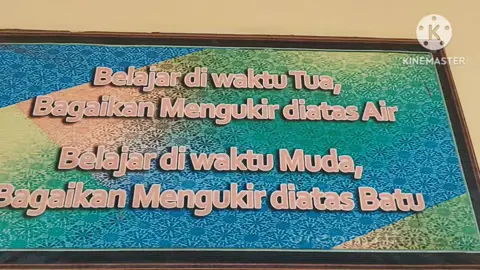 KINEMASTER
Belajar di waktu Tua,
Bagaikan Mengukir diatas Air
Belajar di waktu Muda,
Bagaikan Mengukir diatas Batu